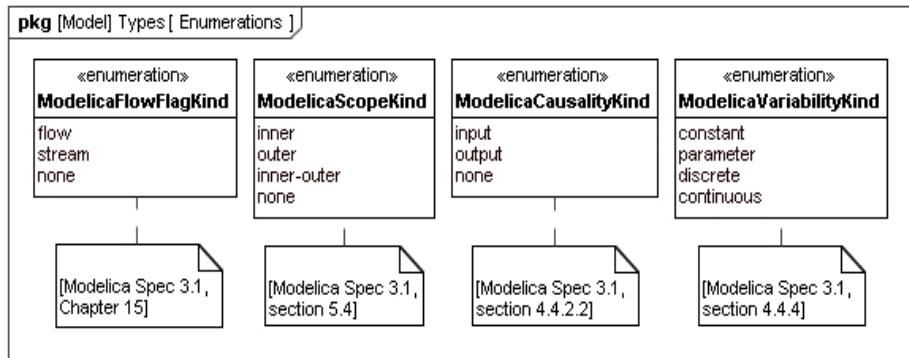 pkg [Model] Types [ Enumerations ]
«enumeration»
ModelicaFlowFlagKind
flow
stream
none
«enumeration»
ModelicaScopeKind
inner
outer
inner-outer
none
«enumeration»
ModelicaCausalityKind
input
output
none
«enumeration»
ModelicaVariabilityKind
constant
parameter
discrete
continuous
[Modelica Spec 3.1,
Chapter 15]
[Modelica Spec 3.1,
section 5.4]
[Modelica Spec 3.1,
section 4.4.2.2]
[Modelica Spec 3.1,
section 4.4.4]